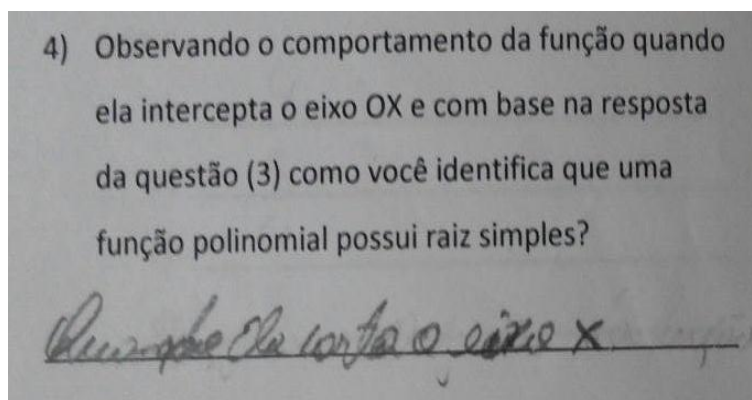 4) Observando o comportamento da função quando
ela intercepta o eixo OX e com base na resposta
da questão (3) como você identifica que uma
função polinomial possui raiz simples?
Quando Ela corta o eixo x